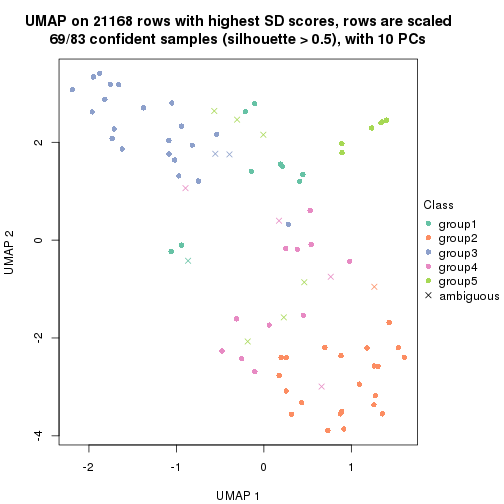 UMAP on 21168 rows with highest SD scores, rows are scaled
69/83 confident samples (silhouette > 0.5), with 10 PCs
UMAP 2
2
0
-2
-4
-2
-1
0
1
UMAP 1
Class
group1
group2
group3
group4
group5
ambiguous